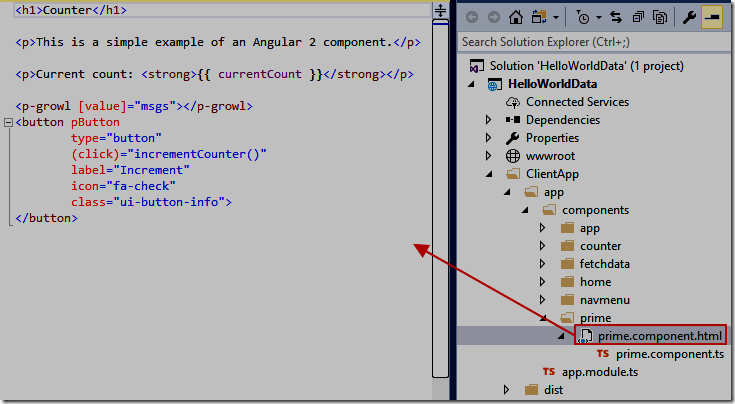 <h1>Counter</h1>
<p>This is a simple example of an Angular 2 component.</p>
<p>Current count: <strong>{{ currentCount }}</strong></p>
<p-growl [value]="msgs"></p-growl>
<button pButton
type="button"
(click)="incrementCounter()"
label="Increment"
icon="fa-check"
class="ui-button-info">
</button>
Search Solution Explorer (Ctrl+;)
Solution 'HelloWorldData' (1 project)
HelloWorldData
Connected Services
Dependencies
Properties
wwwroot
ClientApp
app
components
app
counter
fetchdata
home
navmenu
prime
prime.component.html
TS prime.component.ts
TS app.module.ts
dist